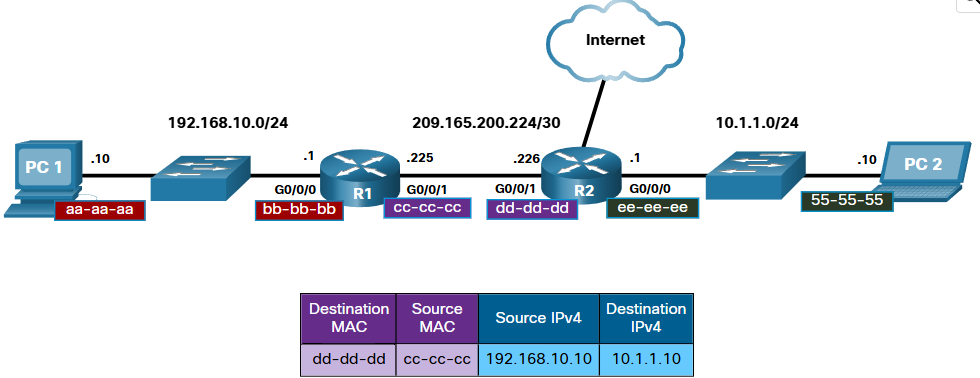 Internet
192.168.10.0/24
209.165.200.224/30
10.1.1.0/24
PC 1
.10
.1
.225
.226
.1
.10
PC 2
G0/0/0
R1
G0/0/1
G0/0/1
R2
G0/0/0
aa-aa-aa
bb-bb-bb
cc-cc-cc
dd-dd-dd
ee-ee-ee
55-55-55
Destination MAC
Source MAC
Source IPv4
Destination IPv4
dd-dd-dd
cc-cc-cc
192.168.10.10
10.1.1.10